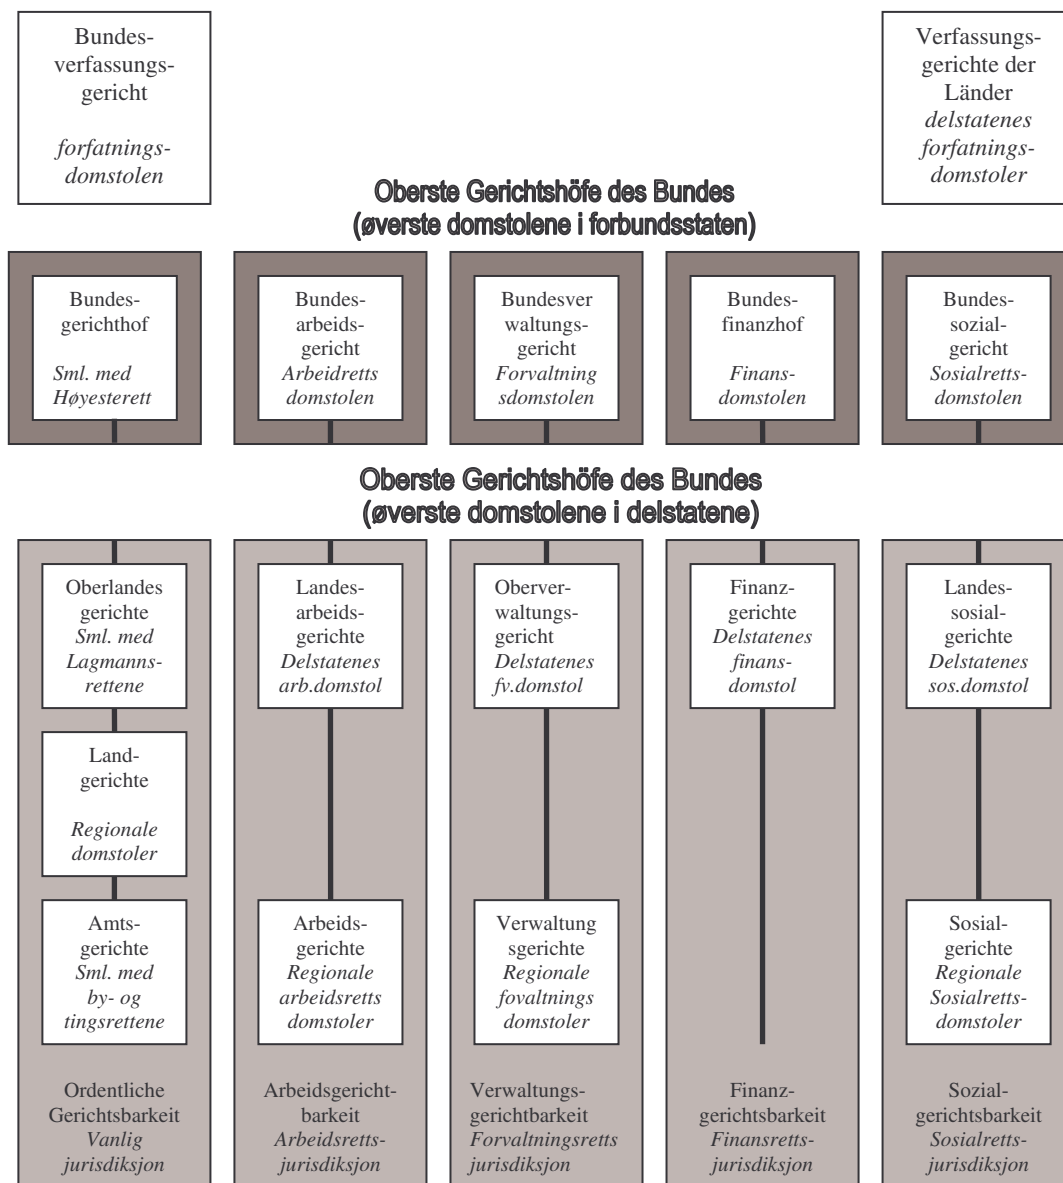 Bundes-
verfassungs-
gericht
forfatnings-
domstolen
Verfassungs-
gerichte der
Länder
delstatenes
forfatnings-
domstoler
Oberste Gerichtshöfe des Bundes
(øverste domstolene i forbundsstaten)
Bundes-
gerichthof
Sml. med
Høyesterett
Bundes-
arbeids-
gericht
Arbeidretts
domstolen
Bundesver
waltungs-
gericht
Forvaltning
sdomstolen
Bundes-
finanzhof
Finans-
domstolen
Bundes-
sozial-
gericht
Sosialretts-
domstolen
Oberste Gerichtshöfe des Bundes
(øverste domstolene i delstatene)
Oberlandes
gerichte
Sml. med
Lagmanns-
rettene
Landes-
arbeids-
gerichte
Delstatenes
arb.domstol
Oberver-
waltungs-
gericht
Delstatenes
fv.domstol
Finanz-
gerichte
Delstatenes
finans-
domstol
Landes-
sosial-
gerichte
Delstatenes
sos.domstol
Land-
gerichte
Regionale
domstoler
Amts-
gerichte
Sml. med
by- og
tingsrettene
Arbeids-
gerichte
Regionale
arbeidsretts
domstoler
Verwaltung
sgerichte
Regionale
fovaltnings
domstoler
Sosial-
gerichte
Regionale
Sosialretts-
domstoler
Ordentliche
Gerichtsbarkeit
Vanlig
jurisdiksjon
Arbeidsgericht-
barkeit
Arbeidsretts-
jurisdiksjon
Verwaltungs-
gerichtbarkeit
Forvaltningsretts
jurisdiksjon
Finanz-
gerichtsbarkeit
Finansretts-
jurisdiksjon
Sozial-
gerichtsbarkeit
Sosialretts-
jurisdiksjon